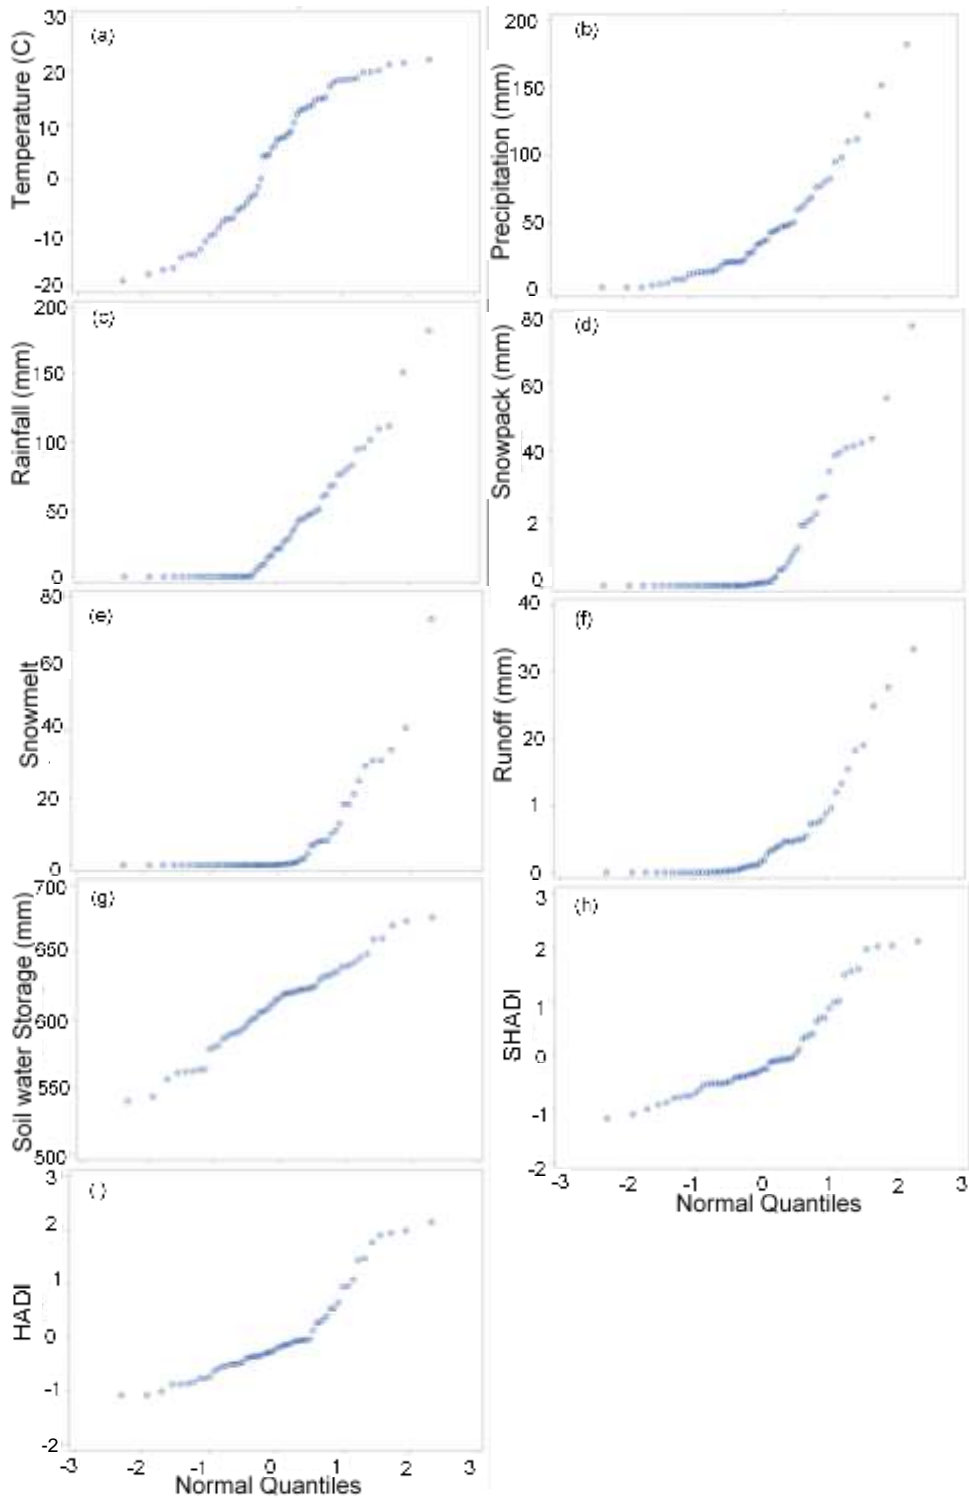 (a)
Temperature (C)
30
20
10
0
-10
-20
(b)
Precipitation (mm)
200
150
100
50
0
(c)
Rainfall (mm)
200
150
100
50
0
(d)
Snowpack (mm)
80
60
40
2
0
(e)
Snowmelt
80
60
40
20
0
(f)
Runoff (mm)
40
30
20
1
0
(g)
Soil water Storage (mm)
700
650
600
550
500
(h)
SHADI
3
2
1
0
-1
-2
-3 -2 -1 0 1 2 3
Normal Quantiles
HADI
3
2
1
0
-1
-2
-3 -2 -1 0 1 2 3
Normal Quantiles